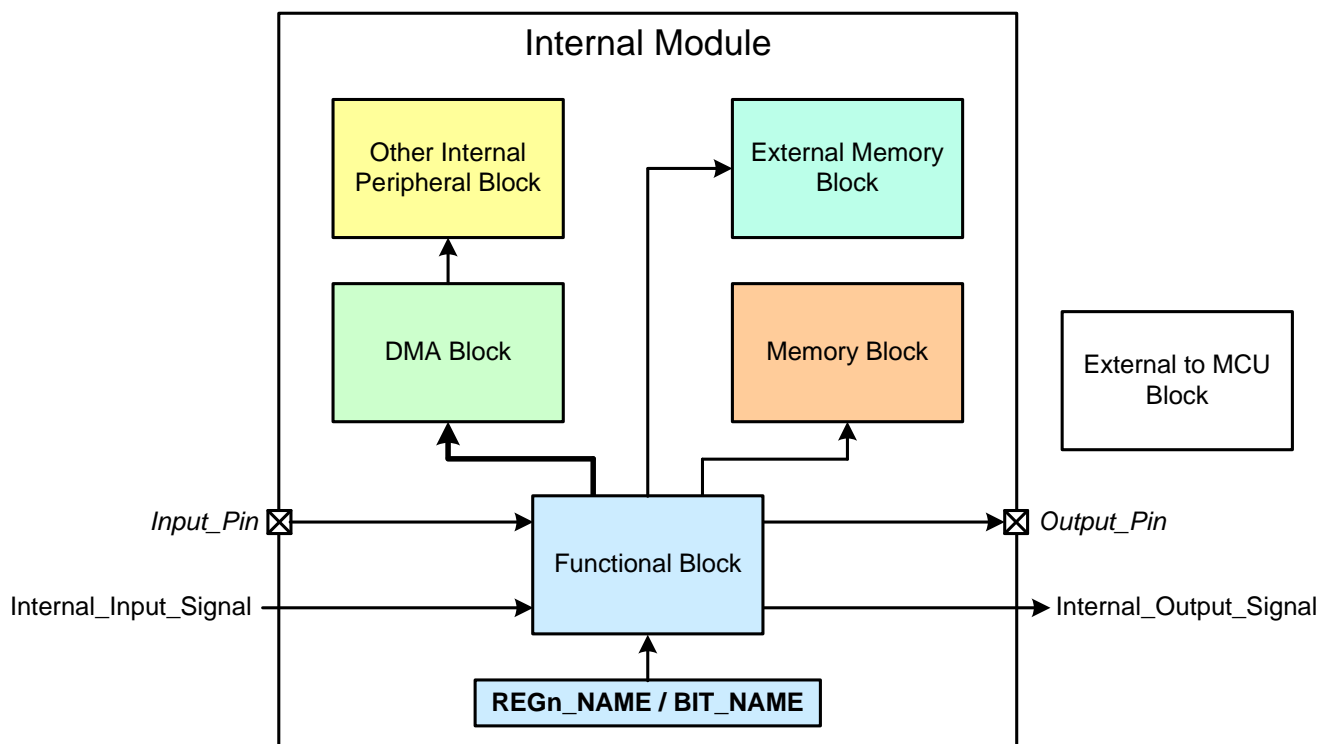 Internal Module
Other Internal
Peripheral Block
External Memory
Block
DMA Block
Memory Block
External to MCU
Block
Input_Pin
Output_Pin
Functional Block
Internal_Input_Signal
Internal_Output_Signal
REGn_NAME / BIT_NAME